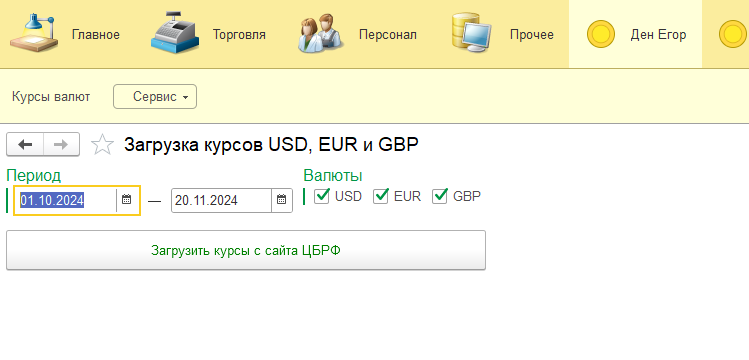 Главное Торговля Персонал Прочее Ден Егор
Курсы валют Сервис
Загрузка курсов USD, EUR и GBP
Период Валюты
01.10.2024 — 20.11.2024 USD EUR GBP
Загрузить курсы с сайта ЦБРФ